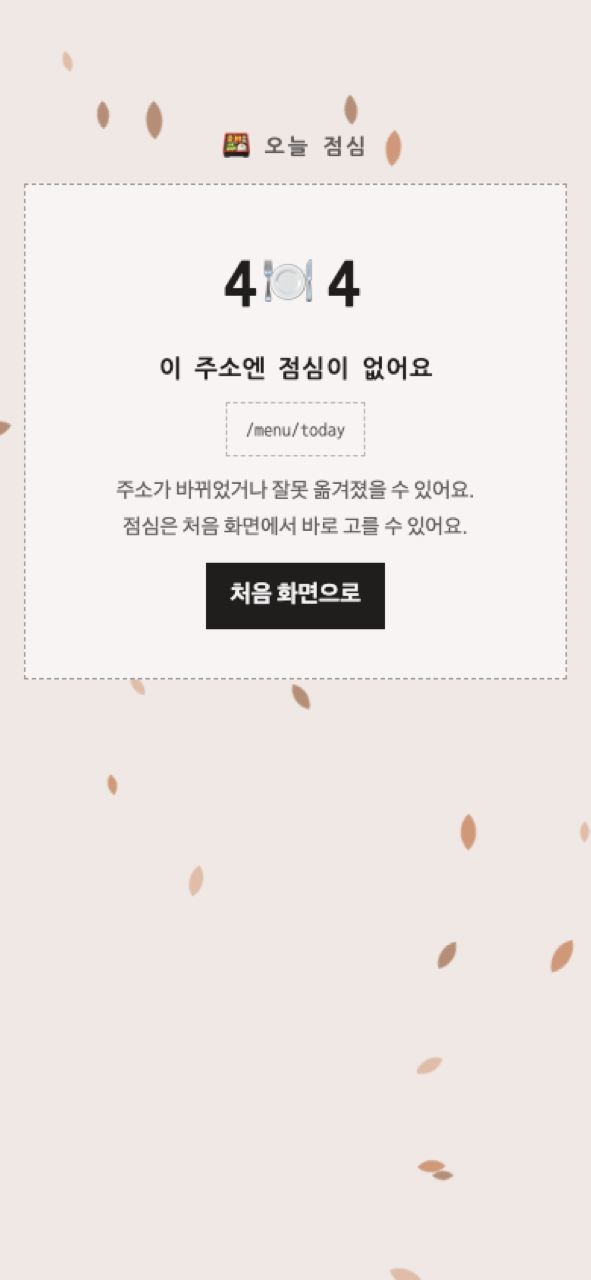 🍱 오늘 점심
4🍽️4
이 주소엔 점심이 없어요
/menu/today
주소가 바뀌었거나 잘못 옮겨졌을 수 있어요.
점심은 처음 화면에서 바로 고를 수 있어요.
처음 화면으로